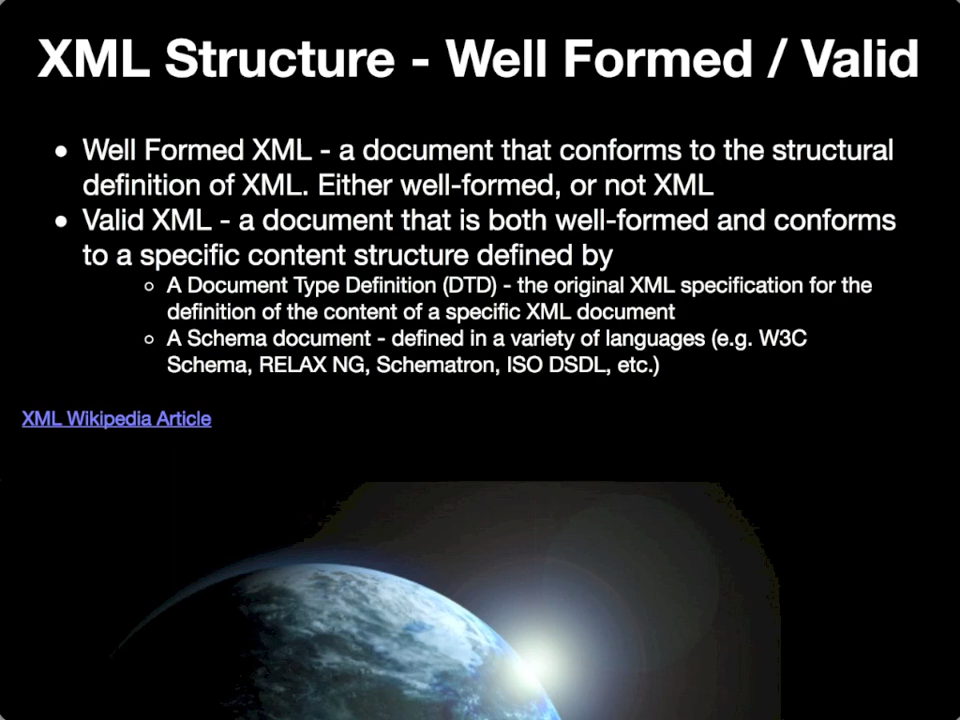 XML Structure - Well Formed / Valid
• Well Formed XML - a document that conforms to the structural
definition of XML. Either well-formed, or not XML
• Valid XML - a document that is both well-formed and conforms
to a specific content structure defined by
○ A Document Type Definition (DTD) - the original XML specification for the
definition of the content of a specific XML document
○ A Schema document - defined in a variety of languages (e.g. W3C
Schema, RELAX NG, Schematron, ISO DSDL, etc.)
XML Wikipedia Article